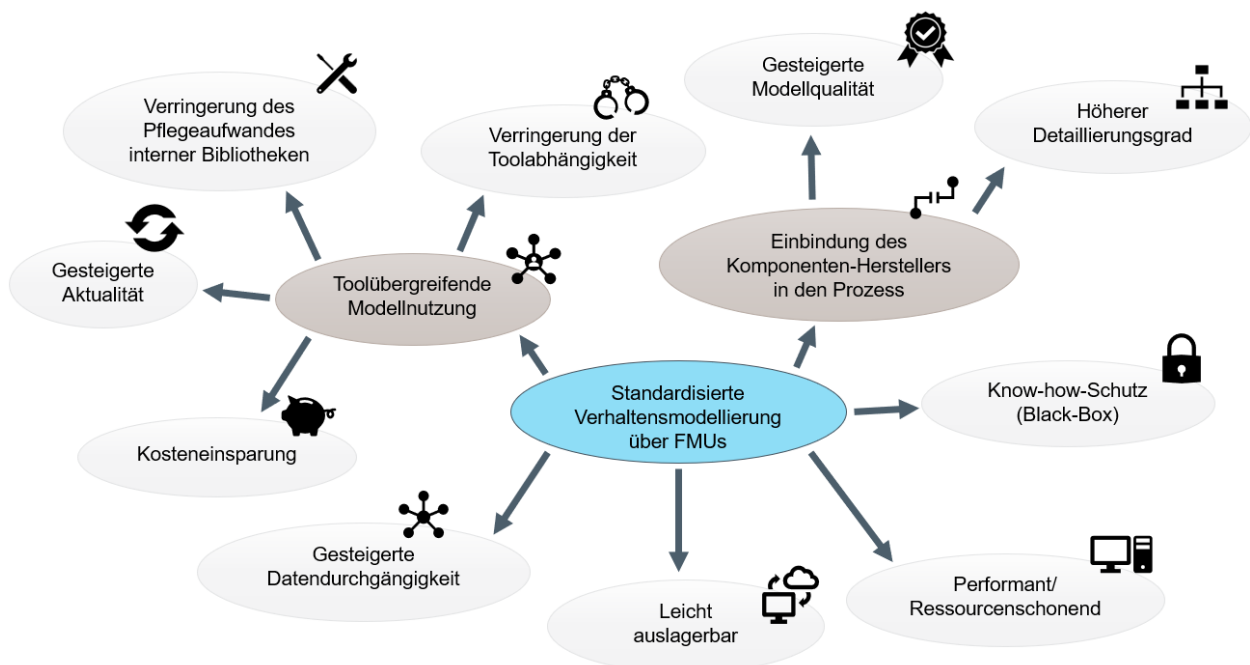 Gesteigerte
Modellqualität
Verringerung des
Pflegeaufwandes
interner Bibliotheken
Höherer
Detaillierungsgrad
Verringerung der
Toolabhängigkeit
Einbindung des
Komponenten-Herstellers
in den Prozess
Gesteigerte
Aktualität
Toolübergreifende
Modellnutzung
Standardisierte
Verhaltensmodellierung
über FMUs
Know-how-Schutz
(Black-Box)
Kosteneinsparung
Gesteigerte
Datendurchgängigkeit
Leicht
auslagerbar
Performant/
Ressourcenschonend